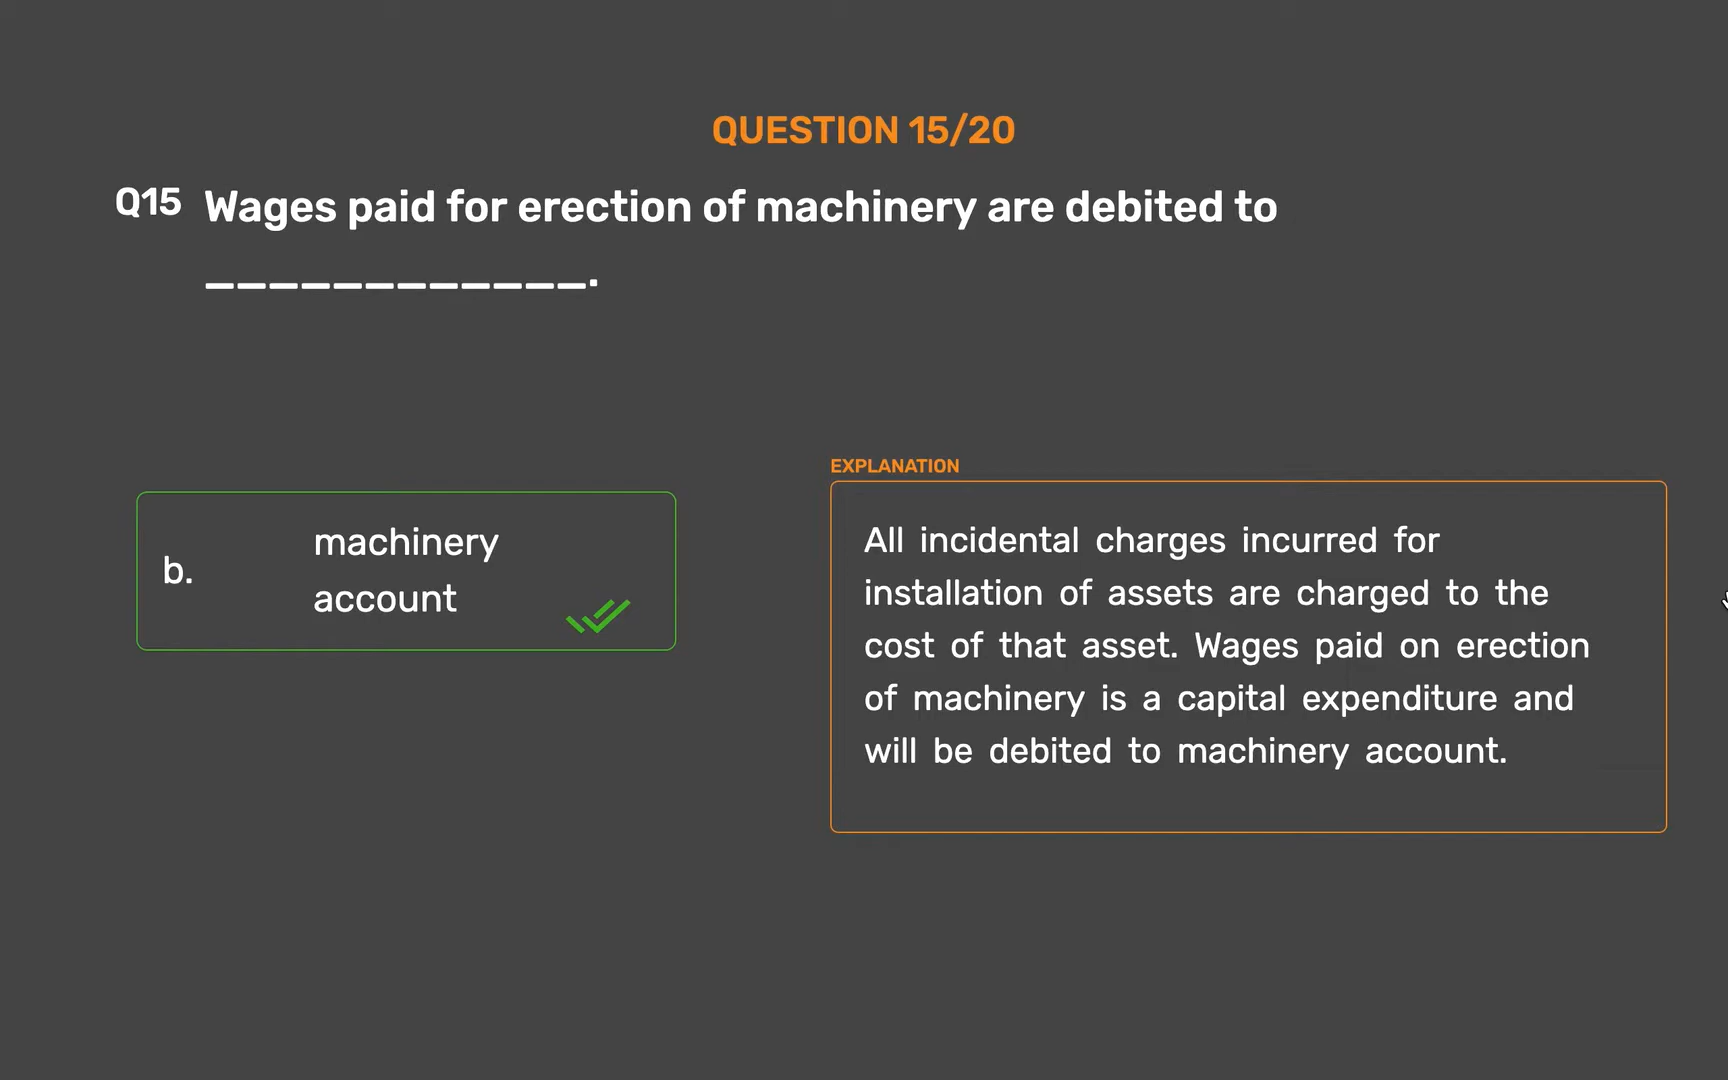 QUESTION 15/20
Q15 Wages paid for erection of machinery are debited to
____________.
b. machinery
account
EXPLANATION
All incidental charges incurred for
installation of assets are charged to the
cost of that asset. Wages paid on erection
of machinery is a capital expenditure and
will be debited to machinery account.